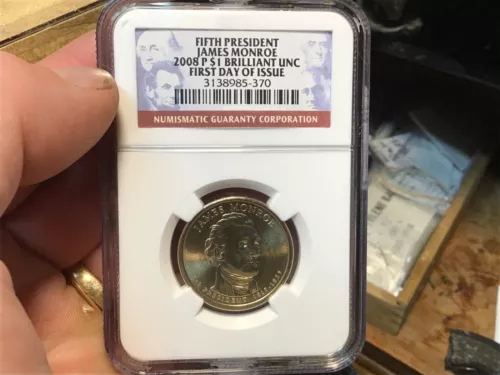 FIFTH PRESIDENT
JAMES MONROE
2008 P $1 BRILLIANT UNC
FIRST DAY OF ISSUE
3138985-370
NUMISMATIC GUARANTY CORPORATION
JAMES MONROE
PRESIDENT